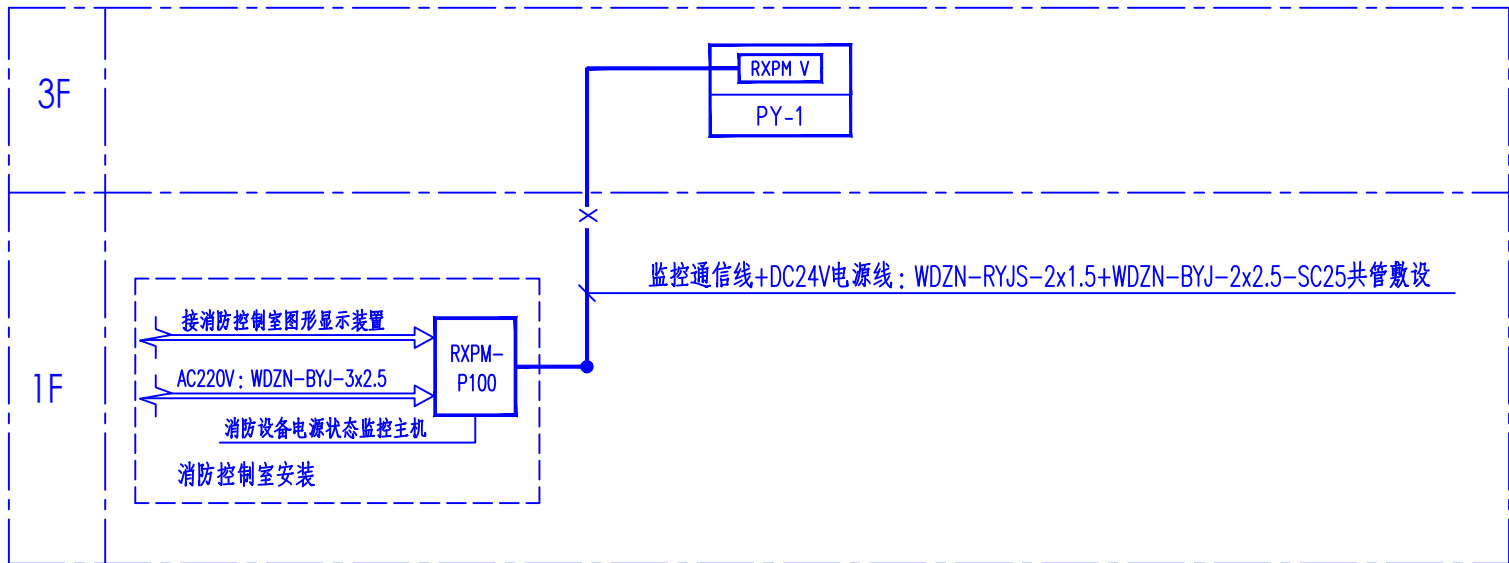 3F
RXPM V
PY-1
监控通信线+DC24V电源线：WDZN-RYJS-2x1.5+WDZN-BYJ-2x2.5-SC25共管敷设
1F
接消防控制室图形显示装置
RXPM-
P100
AC220V：WDZN-BYJ-3x2.5
消防设备电源状态监控主机
消防控制室安装